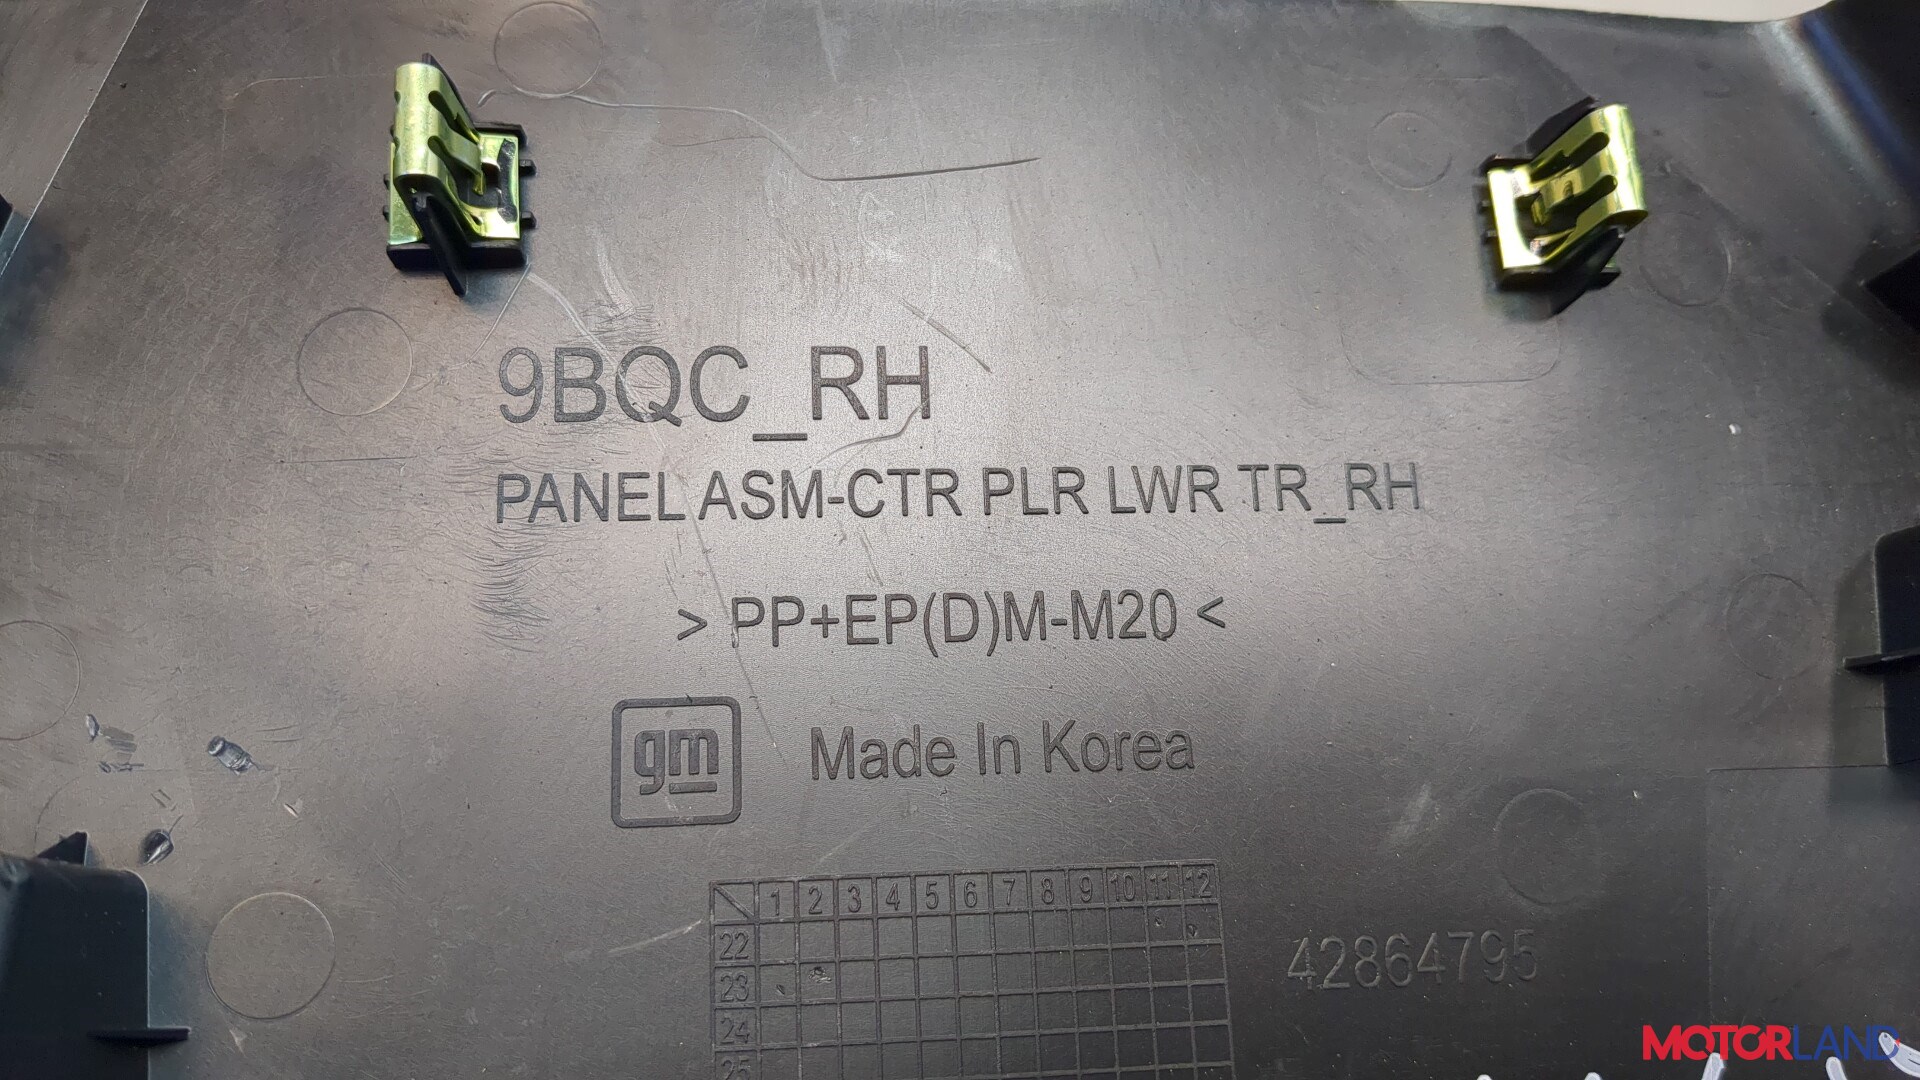 9BQC_RH
PANEL ASM-CTR PLR LWR TR_RH
> PP+EP(D)M-M20 <
gm Made In Korea
1 2 3 4 5 6 7 8 9 10 11 12
22
23
24
25
42864795
MOTORLAND